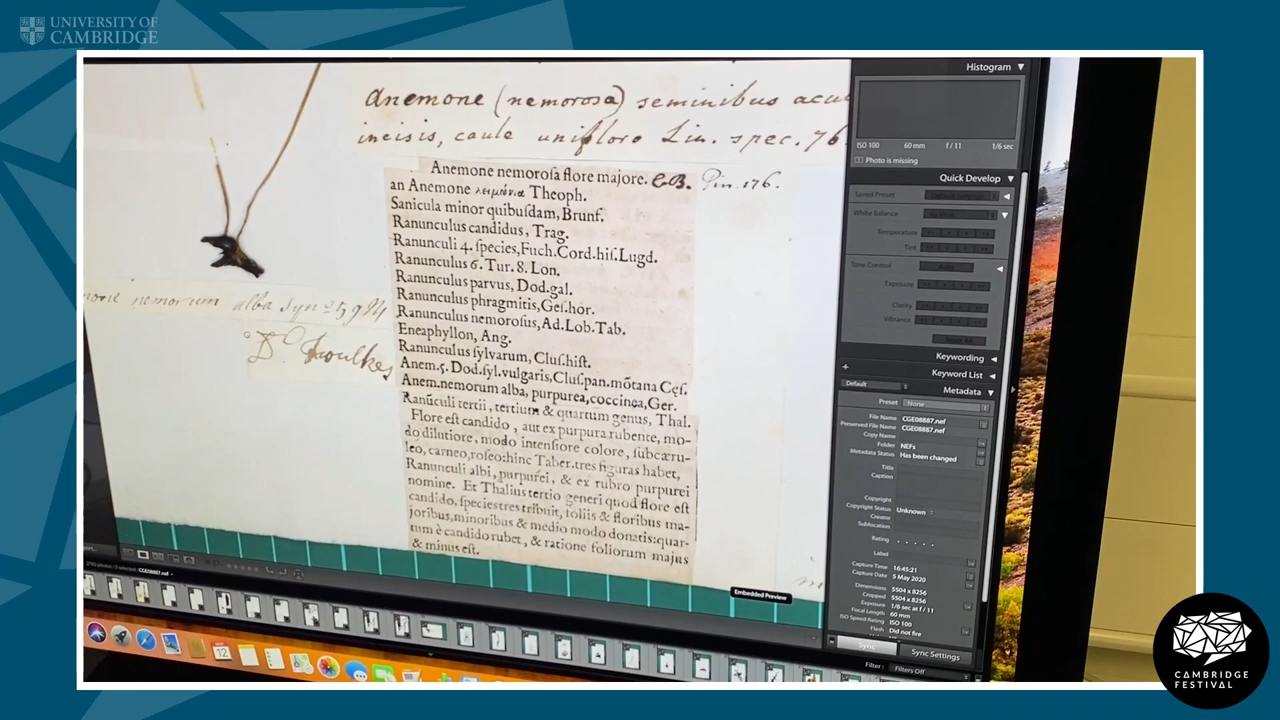 UNIVERSITY OF
CAMBRIDGE
Anemone (nemorosa) seminibus acu
incisis, caule unifloro Lin. spec. 76.
Anemone nemoroſa flore majore. C.B. Pin. 176.
an Anemone λειμώνια Theoph.
Sanicula minor quibuſdam, Brunf.
Ranunculus candidus, Trag.
Ranunculi 4. ſpecies, Fuch. Cord. hiſ. Lugd.
Ranunculus 6. Tur. 8. Lon.
Ranunculus parvus, Dod. gal.
Ranunculus phragmitis, Geſ. hor.
Ranunculus nemoroſus, Ad. Lob. Tab.
Eneaphyllon, Ang.
Ranunculus ſylvarum, Cluſ. hiſt.
Anem. 5. Dod. ſyl. vulgaris, Cluſ. pan. mõtana Cæſ.
Anem. nemorum alba, purpurea, coccinea, Ger.
Ranũculi tertii, tertium & quartum genus, Thal.
Flore eſt candido, aut ex purpura rubente, mo-
do dilutiore, modo intenſiore colore, ſubcæru-
leo, carneo, roſeo: hinc Taber. tres figuras habet,
Ranunculi albi, purpurei, & ex rubro purpurei
nomine. Et Thalius tertio generi quod flore eſt
candido, ſpecies tres tribuit, foliis & floribus ma-
joribus, minoribus & medio modo donatis: quar-
tum è candido rubet, & ratione foliorum majus
& minus eſt.
mone nemorum alba Syn
Dr. Foulkes
Histogram
ISO 100 60 mm f / 11 1/6 sec
Photo is missing
Quick Develop
Saved Preset
White Balance
Temperature
Tint
Tone Control
Auto
Exposure
Clarity
Vibrance
Reset All
Keywording
Keyword List
Metadata
Default
Preset None
File Name CGE08887.nef
Preserved File Name CGE08887.nef
Copy Name
Folder NEFs
Metadata Status Has been changed
Title
Caption
Copyright
Copyright Status Unknown
Creator
Sublocation
Rating
Label
Capture Time 16:45:21
Capture Date 5 May 2020
Dimensions 5504 x 8256
Cropped 5504 x 8256
Exposure 1/6 sec at f / 11
Focal Length 60 mm
ISO Speed Rating ISO 100
Flash Did not fire
Embedded Preview
Sync Sync Settings
Filter : Filters Off
CGE08887.nef
12
CAMBRIDGE
FESTIVAL